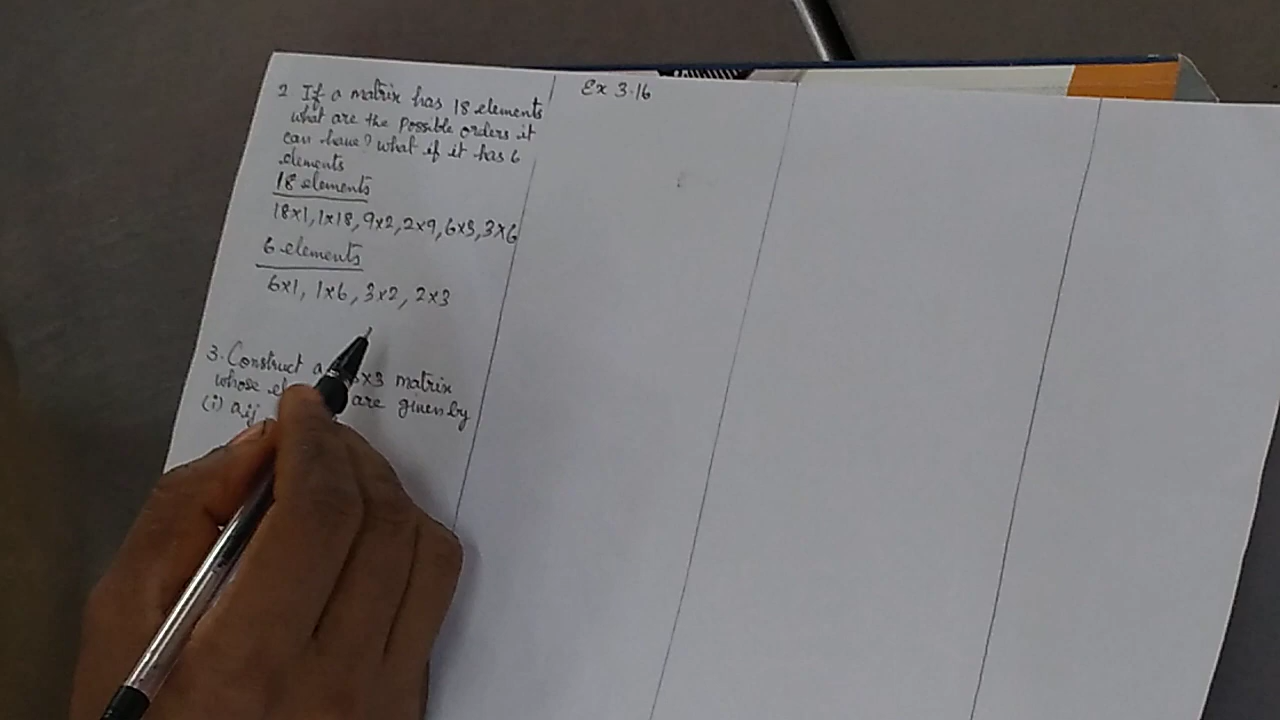 2 If a matrix has 18 elements
what are the possible orders it
can have? what if it has 6
elements
18 elements
18×1, 1×18, 9×2, 2×9, 6×3, 3×6
6 elements
6×1, 1×6, 3×2, 2×3
3. Construct a ×3 matrix
whose are given by
(i) aij
Ex 3.16